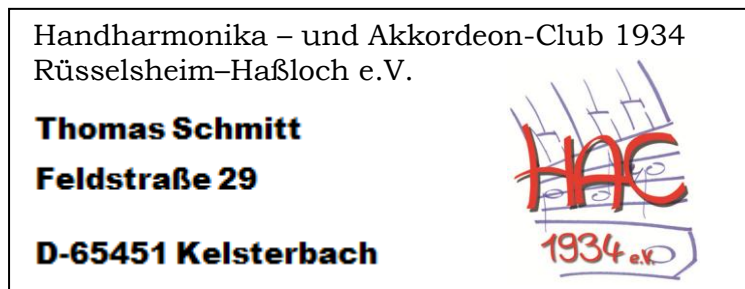 Handharmonika – und Akkordeon-Club 1934
Rüsselsheim–Haßloch e.V.
Thomas Schmitt
Feldstraße 29
D-65451 Kelsterbach
HAC
1934 e.V.